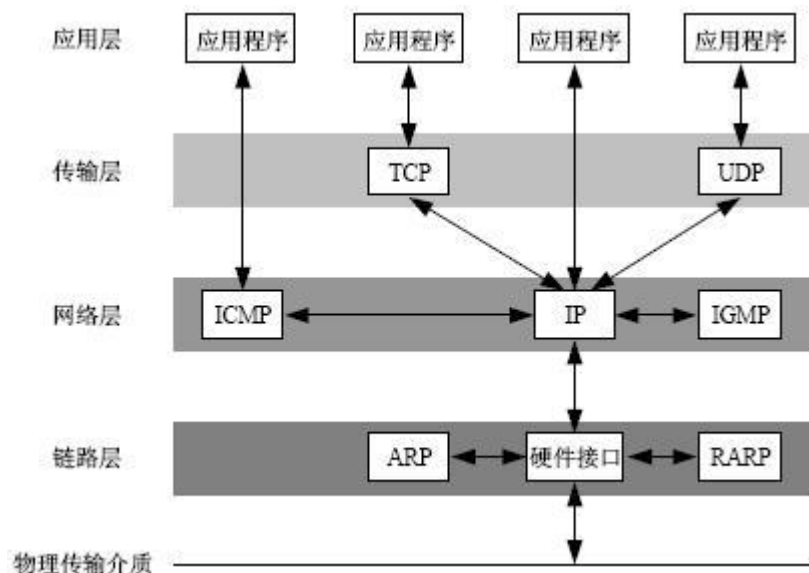 应用层 应用程序 应用程序 应用程序 应用程序
传输层 TCP UDP
网络层 ICMP IP IGMP
链路层 ARP 硬件接口 RARP
物理传输介质